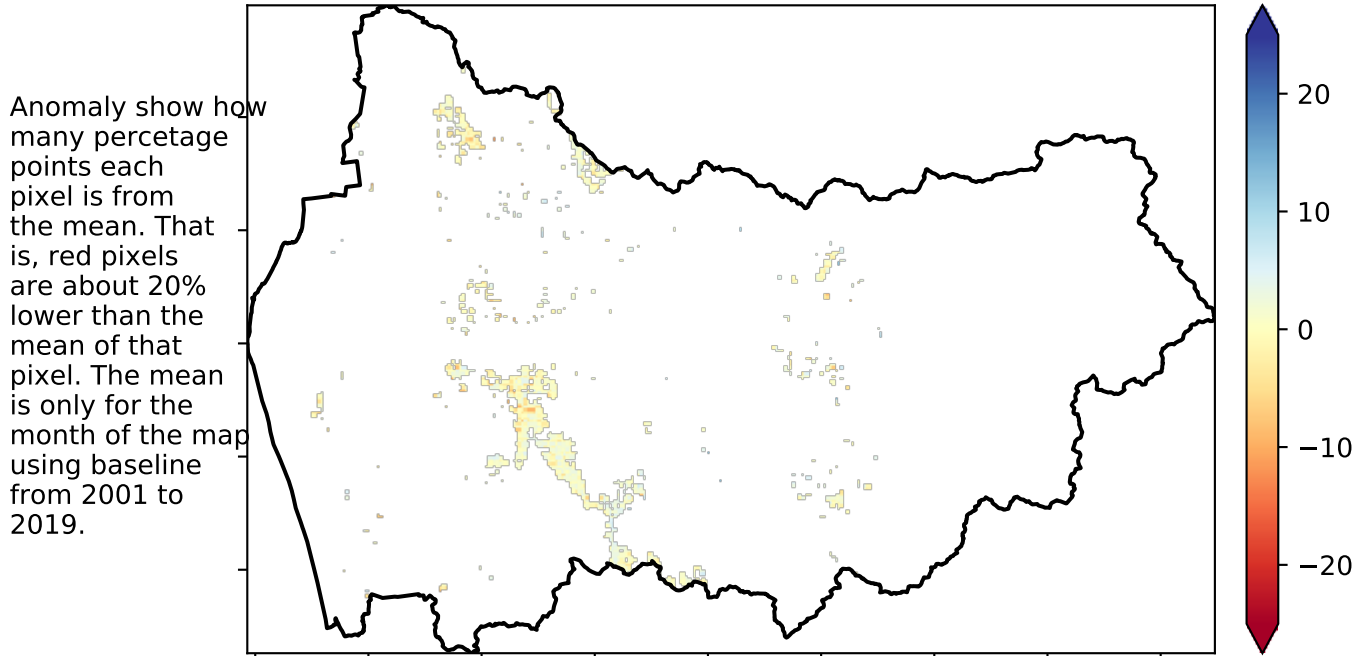 Anomaly show how
many percetage
points each
pixel is from
the mean. That
is, red pixels
are about 20%
lower than the
mean of that
pixel. The mean
is only for the
month of the map
using baseline
from 2001 to
2019.
20
10
0
−10
−20